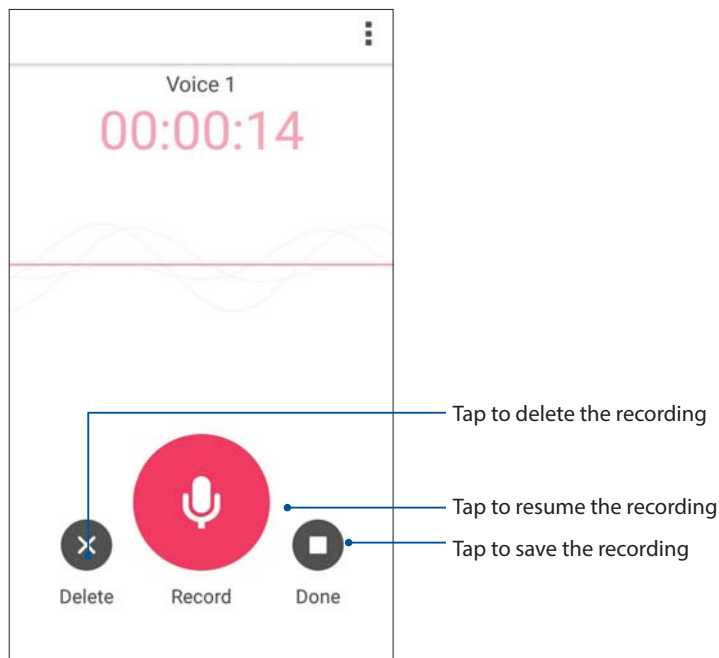 Voice 1
00:00:14
Tap to delete the recording
Tap to resume the recording
Tap to save the recording
Delete
Record
Done